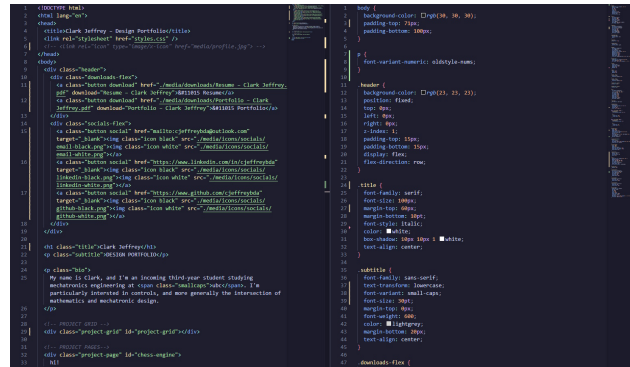 <!DOCTYPE html>
<html lang="en">
<head>
<title>Clark Jeffrey – Design Portfolio</title>
<link rel="stylesheet" href="styles.css" />
<!-- <link rel="icon" type="image/x-icon" href="media/profile.jpg"> -->
</head>
<body>
<div class="header">
<div class="downloads-flex">
<a class="button download" href="./media/downloads/Resume – Clark Jeffrey.
pdf" download="Resume – Clark Jeffrey">&#11015 Resume</a>
<a class="button download" href="./media/downloads/Portfolio – Clark
Jeffrey.pdf" download="Portfolio – Clark Jeffrey">&#11015 Portfolio</a>
</div>
<div class="socials-flex">
<a class="button social" href="mailto:cjeffreybda@outlook.com"
target="_blank"><img class="icon black" src="./media/icons/socials/
email-black.png"><img class="icon white" src="./media/icons/socials/
email-white.png"></a>
<a class="button social" href="https://www.linkedin.com/in/cjeffreybda"
target="_blank"><img class="icon black" src="./media/icons/socials/
linkedin-black.png"><img class="icon white" src="./media/icons/socials/
linkedin-white.png"></a>
<a class="button social" href="https://www.github.com/cjeffreybda"
target="_blank"><img class="icon black" src="./media/icons/socials/
github-black.png"><img class="icon white" src="./media/icons/socials/
github-white.png"></a>
</div>
</div>
<h1 class="title">Clark Jeffrey</h1>
<p class="subtitle">DESIGN PORTFOLIO</p>
<p class="bio">
My name is Clark, and I'm an incoming third-year student studying
mechatronics engineering at <span class="smallcaps">ubc</span>. I'm
particularly interested in controls, and more generally the intersection of
mathematics and mechatronic design.
</p>
<!-- PROJECT GRID -->
<div class="project-grid" id="project-grid"></div>
<!-- PROJECT PAGES-->
<div class="project-page" id="chess-engine">
hi!
body {
background-color: rgb(30, 30, 30);
padding-top: 71px;
padding-bottom: 100px;
}
p {
font-variant-numeric: oldstyle-nums;
}
.header {
background-color: rgb(23, 23, 23);
position: fixed;
top: 0px;
left: 0px;
right: 0px;
z-index: 1;
padding-top: 15px;
padding-bottom: 15px;
display: flex;
flex-direction: row;
}
.title {
font-family: serif;
font-size: 100px;
margin-top: 60px;
margin-bottom: 10pt;
font-style: italic;
color: white;
box-shadow: 10px 10px 1 white;
text-align: center;
}
.subtitle {
font-family: sans-serif;
text-transform: lowercase;
font-variant: small-caps;
font-size: 30pt;
margin-top: 0px;
font-weight: 600;
color: lightgrey;
margin-bottom: 20px;
text-align: center;
}
.downloads-flex {